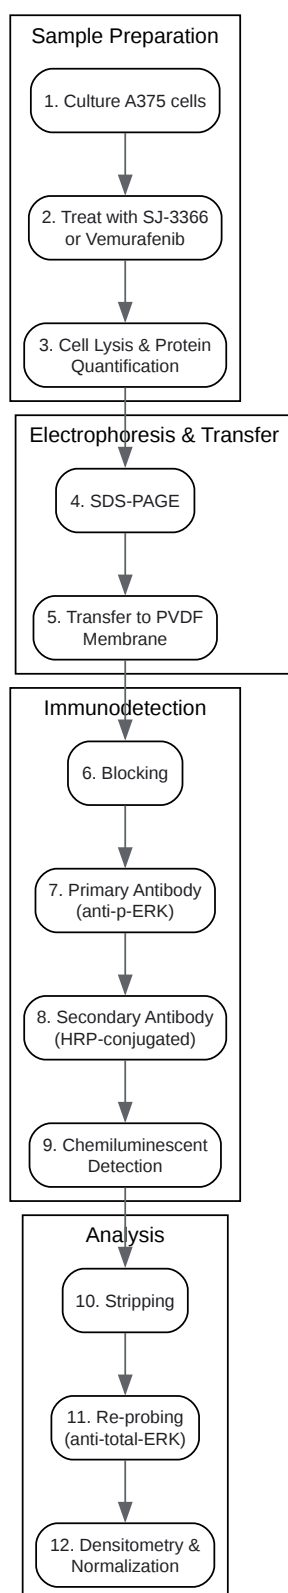 Sample Preparation
1. Culture A375 cells
2. Treat with SJ-3366
or Vemurafenib
3. Cell Lysis & Protein
Quantification
Electrophoresis & Transfer
4. SDS-PAGE
5. Transfer to PVDF
Membrane
Immunodetection
6. Blocking
7. Primary Antibody
(anti-p-ERK)
8. Secondary Antibody
(HRP-conjugated)
9. Chemiluminescent
Detection
Analysis
10. Stripping
11. Re-probing
(anti-total-ERK)
12. Densitometry &
Normalization